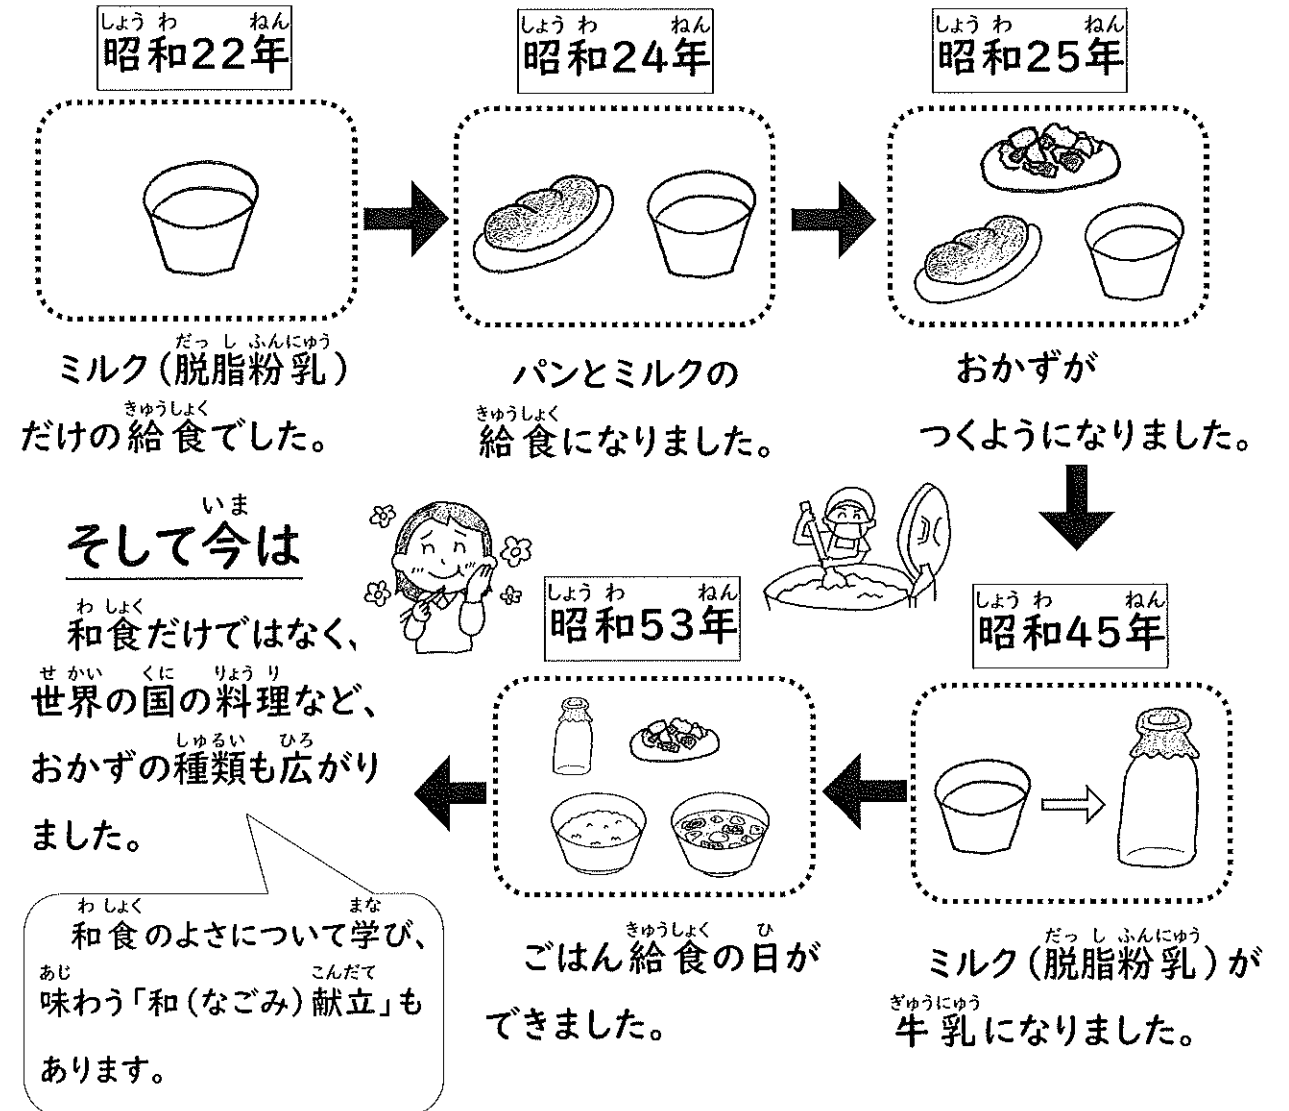 昭和22年
ミルク(脱脂粉乳)
だけの給食でした。
昭和24年
パンとミルクの
給食になりました。
昭和25年
おかずが
つくようになりました。
昭和45年
ミルク(脱脂粉乳)が
牛乳になりました。
昭和53年
ごはん給食の日が
できました。
そして今は
和食だけではなく、
世界の国の料理など、
おかずの種類も広がり
ました。
和食のよさについて学び、
味わう「和(なごみ)献立」も
あります。